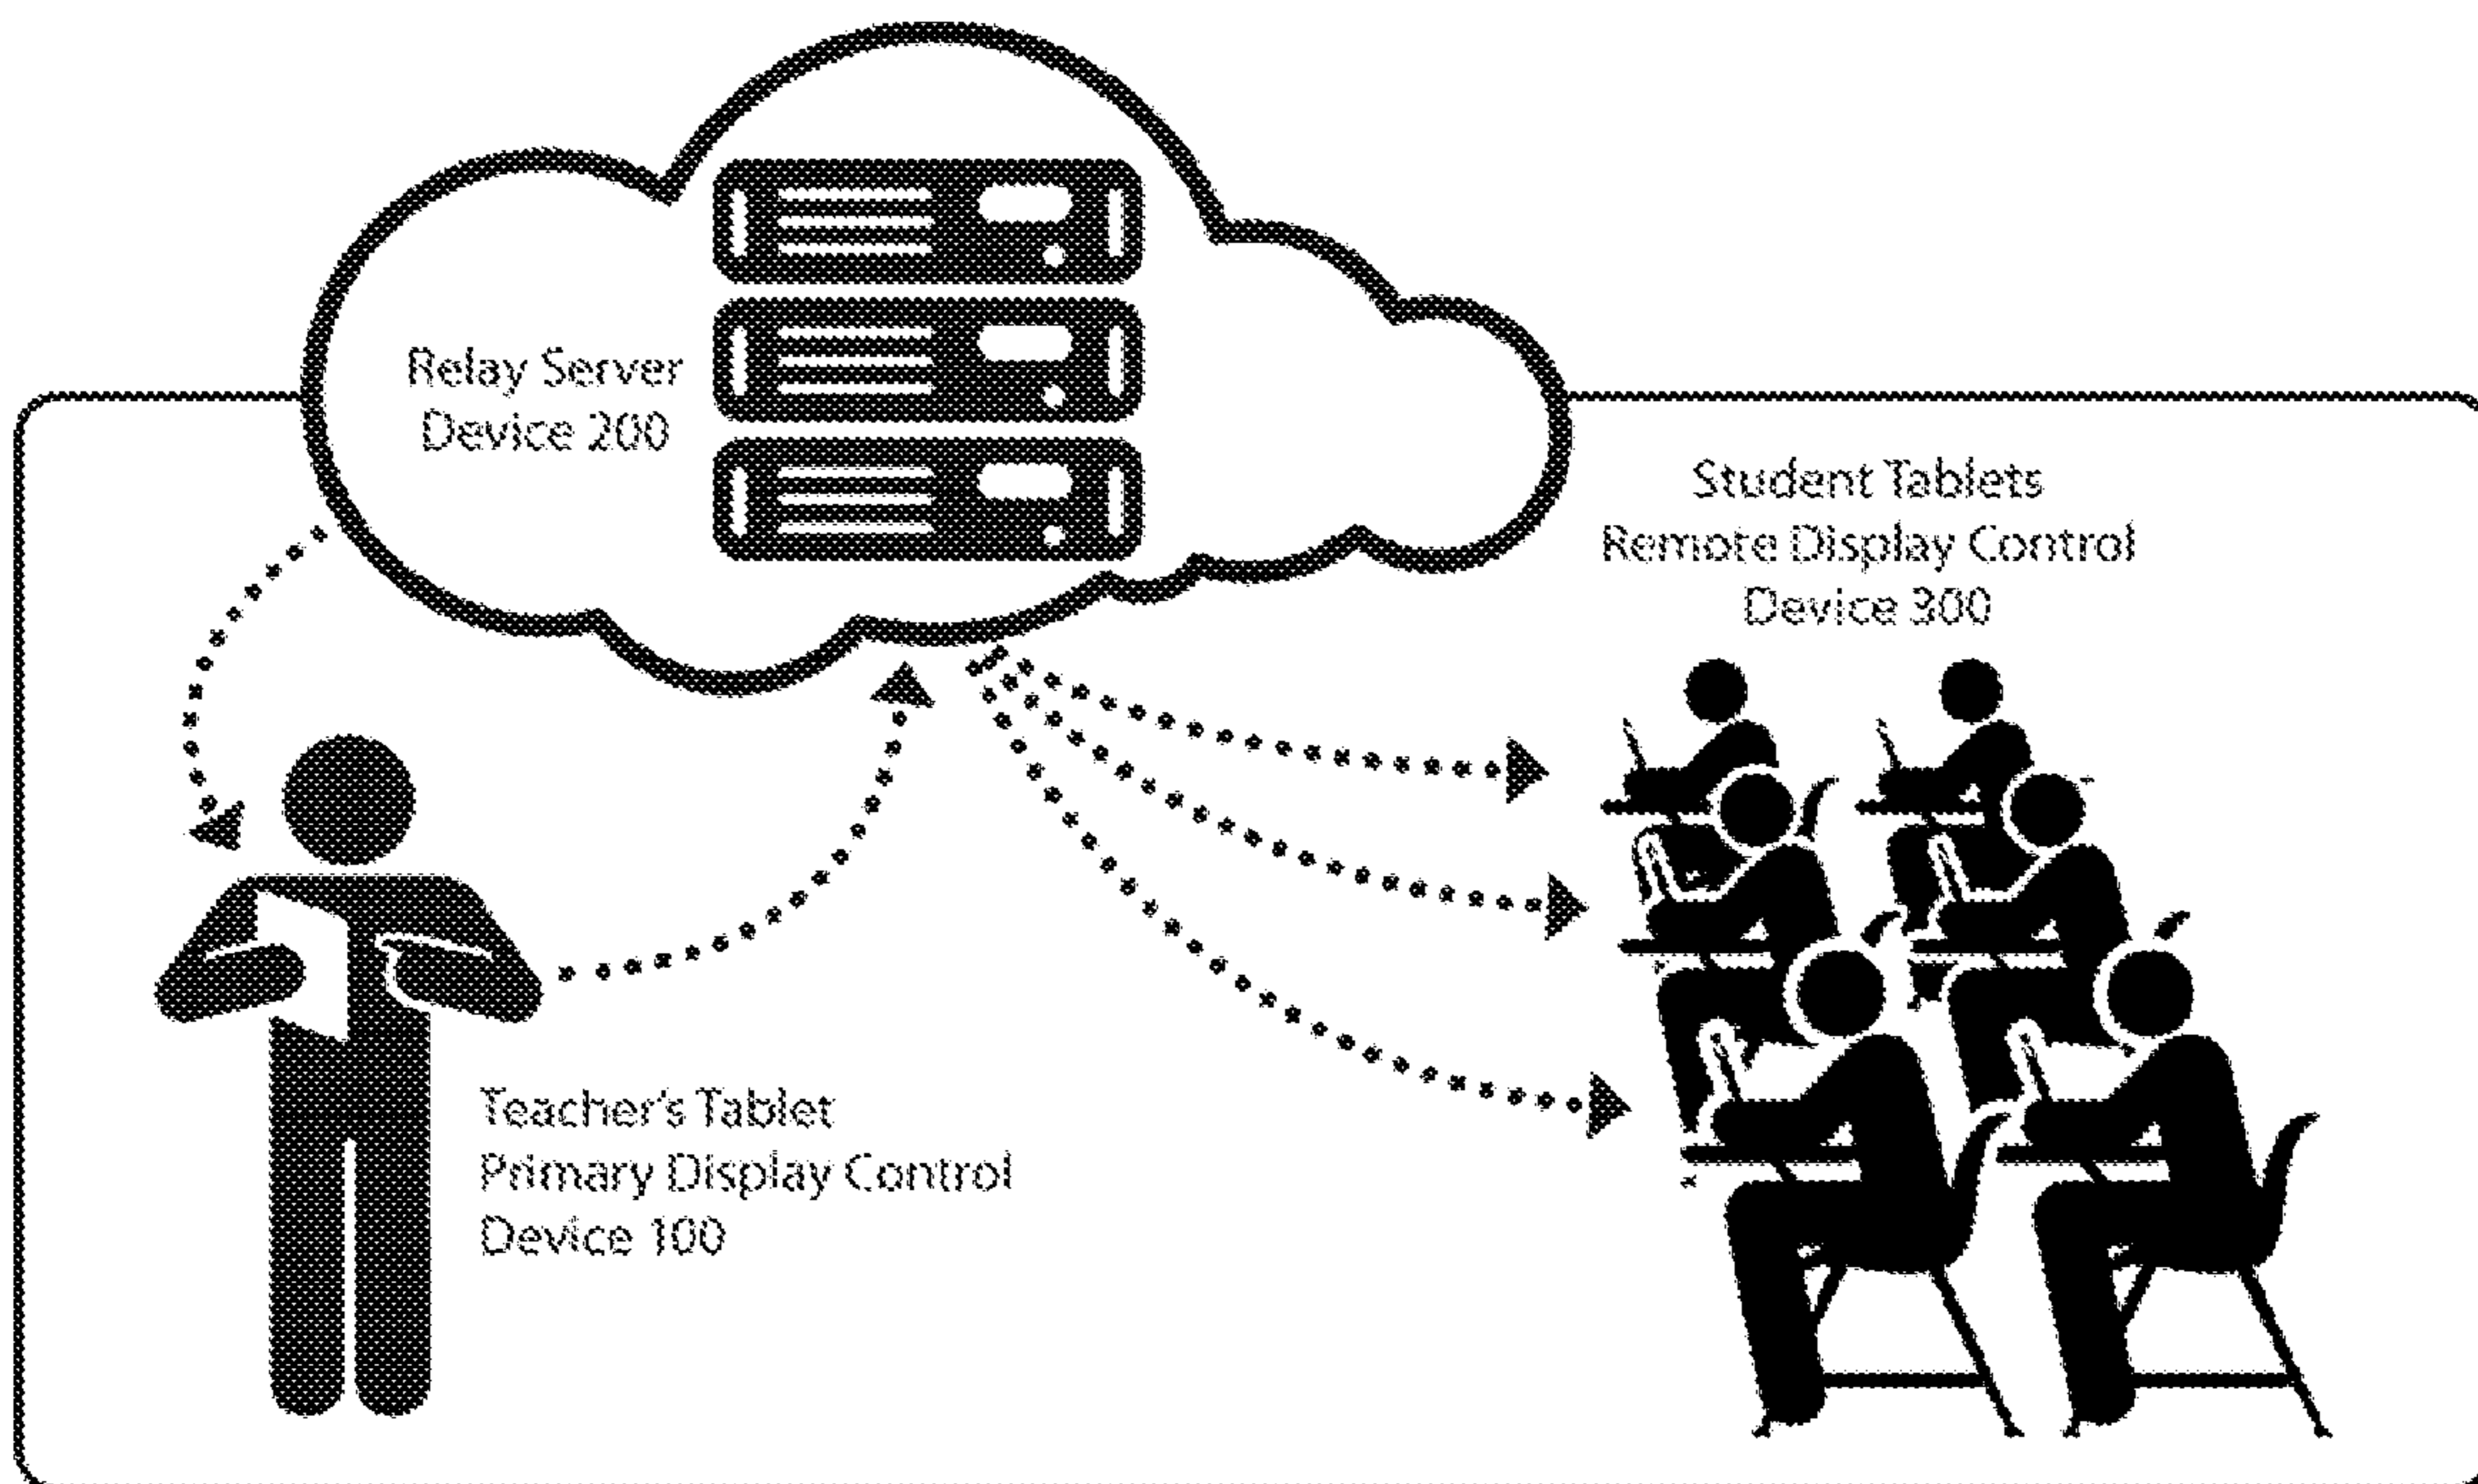 Relay Server
Device 200
Student Tablets
Remote Display Control
Device 300
Teacher's Tablet
Primary Display Control
Device 100